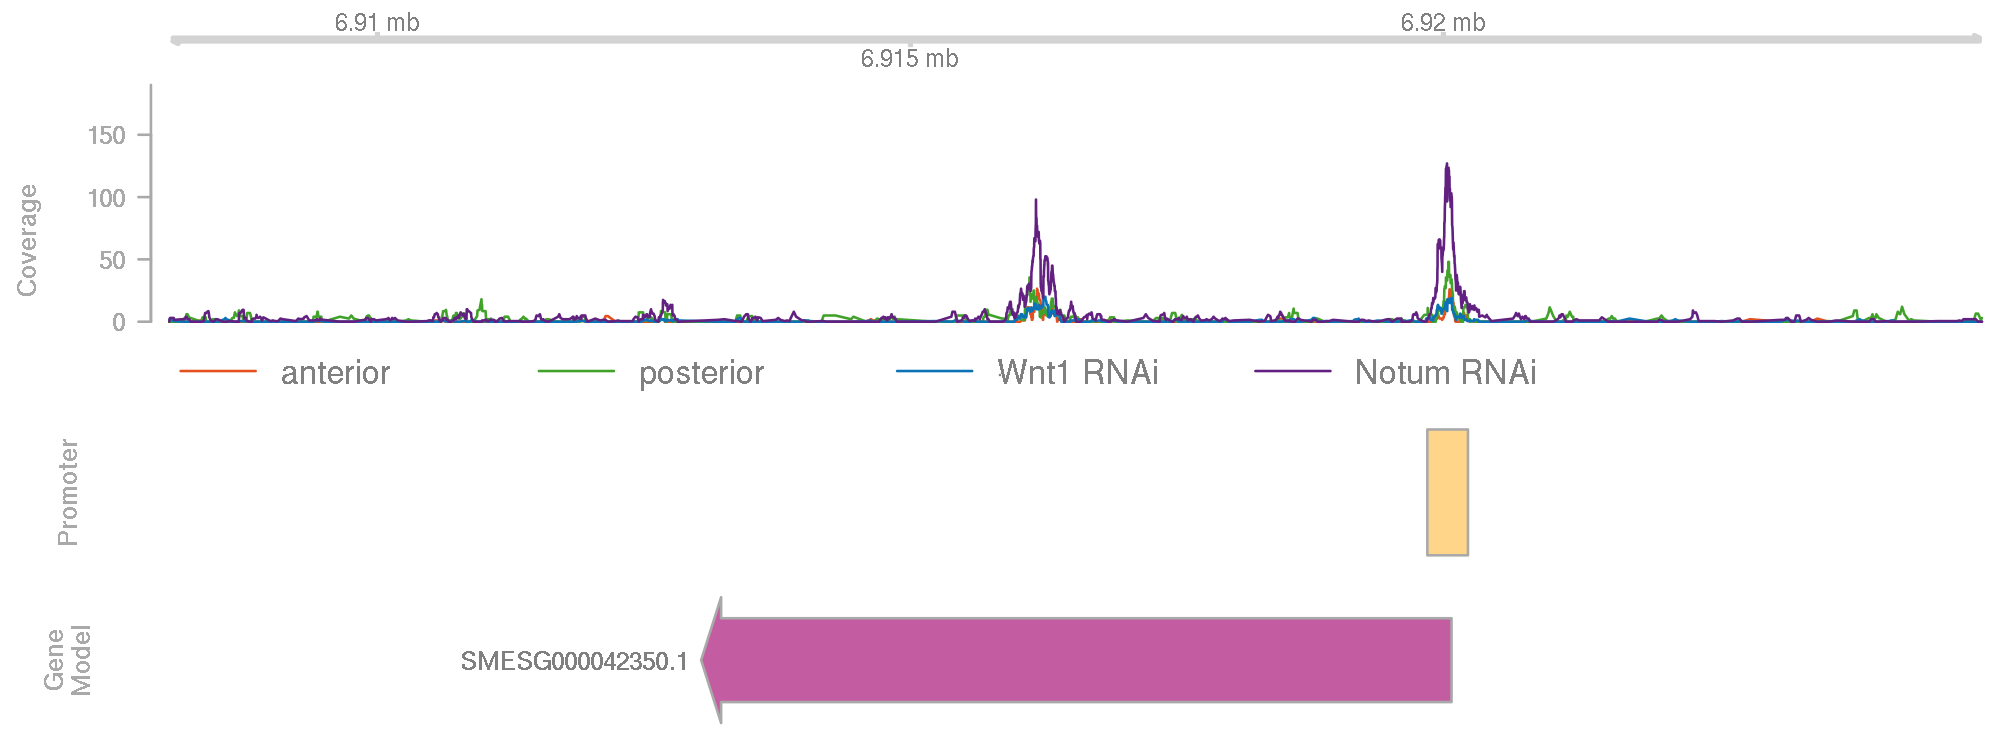 6.91 mb
6.92 mb
6.915 mb
Coverage
150
100
50
0
anterior
posterior
Wnt1 RNAi
Notum RNAi
Promoter
Gene
Model
SMESG000042350.1